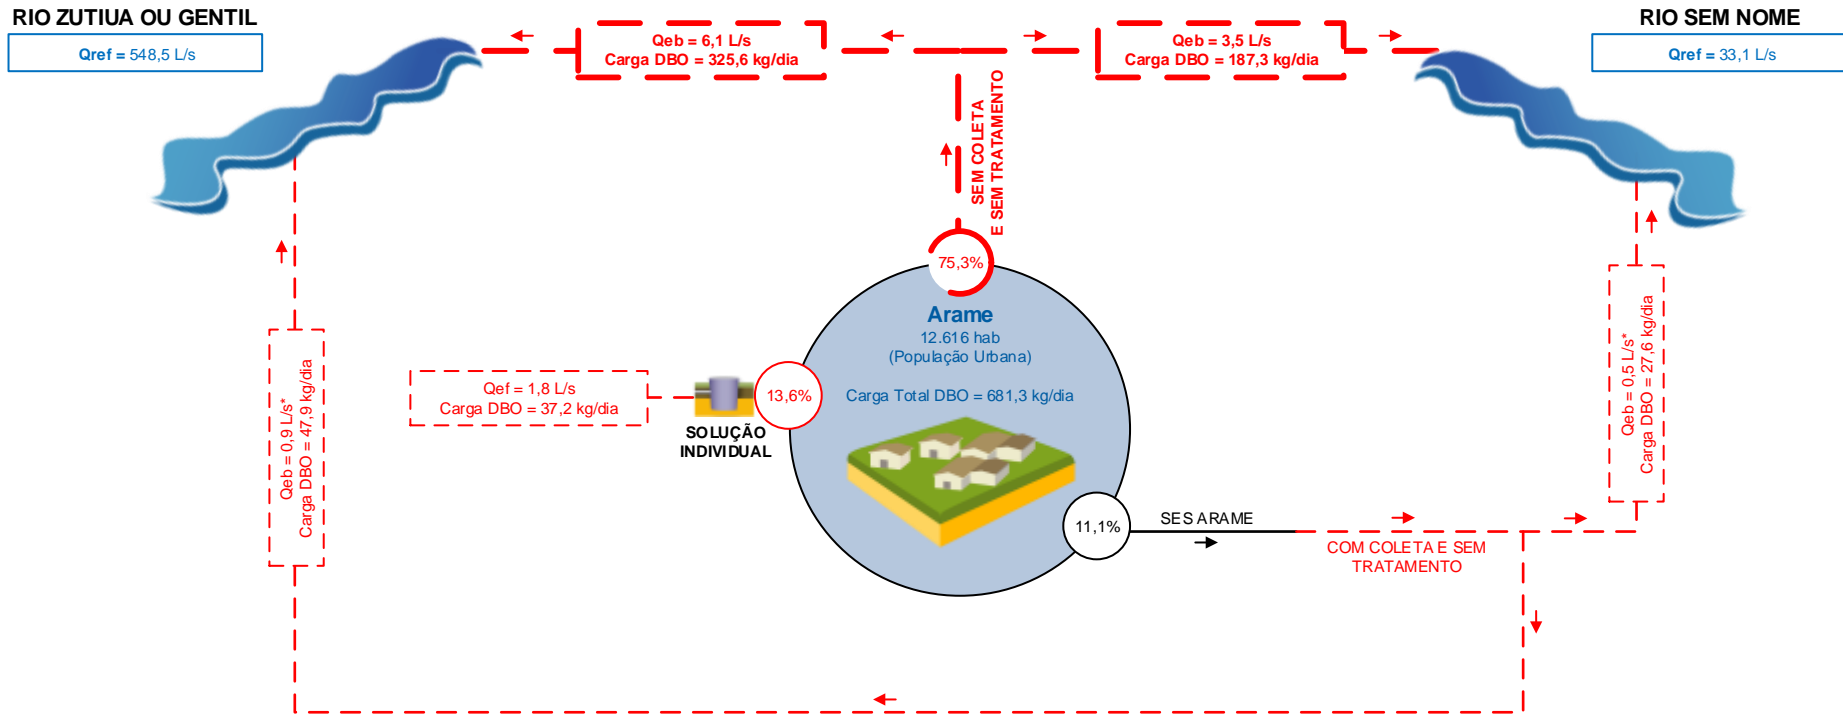 RIO ZUTIUA OU GENTIL
Qref = 548,5 L/s
Qeb = 6,1 L/s
Carga DBO = 325,6 kg/dia
Qeb = 3,5 L/s
Carga DBO = 187,3 kg/dia
RIO SEM NOME
Qref = 33,1 L/s
SEM COLETA
E SEM TRATAMENTO
75,3%
Arame
12.616 hab
(População Urbana)
Carga Total DBO = 681,3 kg/dia
13,6%
Qef = 1,8 L/s
Carga DBO = 37,2 kg/dia
SOLUÇÃO
INDIVIDUAL
Qeb = 0,9 L/s*
Carga DBO = 47,9 kg/dia
11,1%
SES ARAME
COM COLETA E SEM
TRATAMENTO
Qeb = 0,5 L/s*
Carga DBO = 27,6 kg/dia